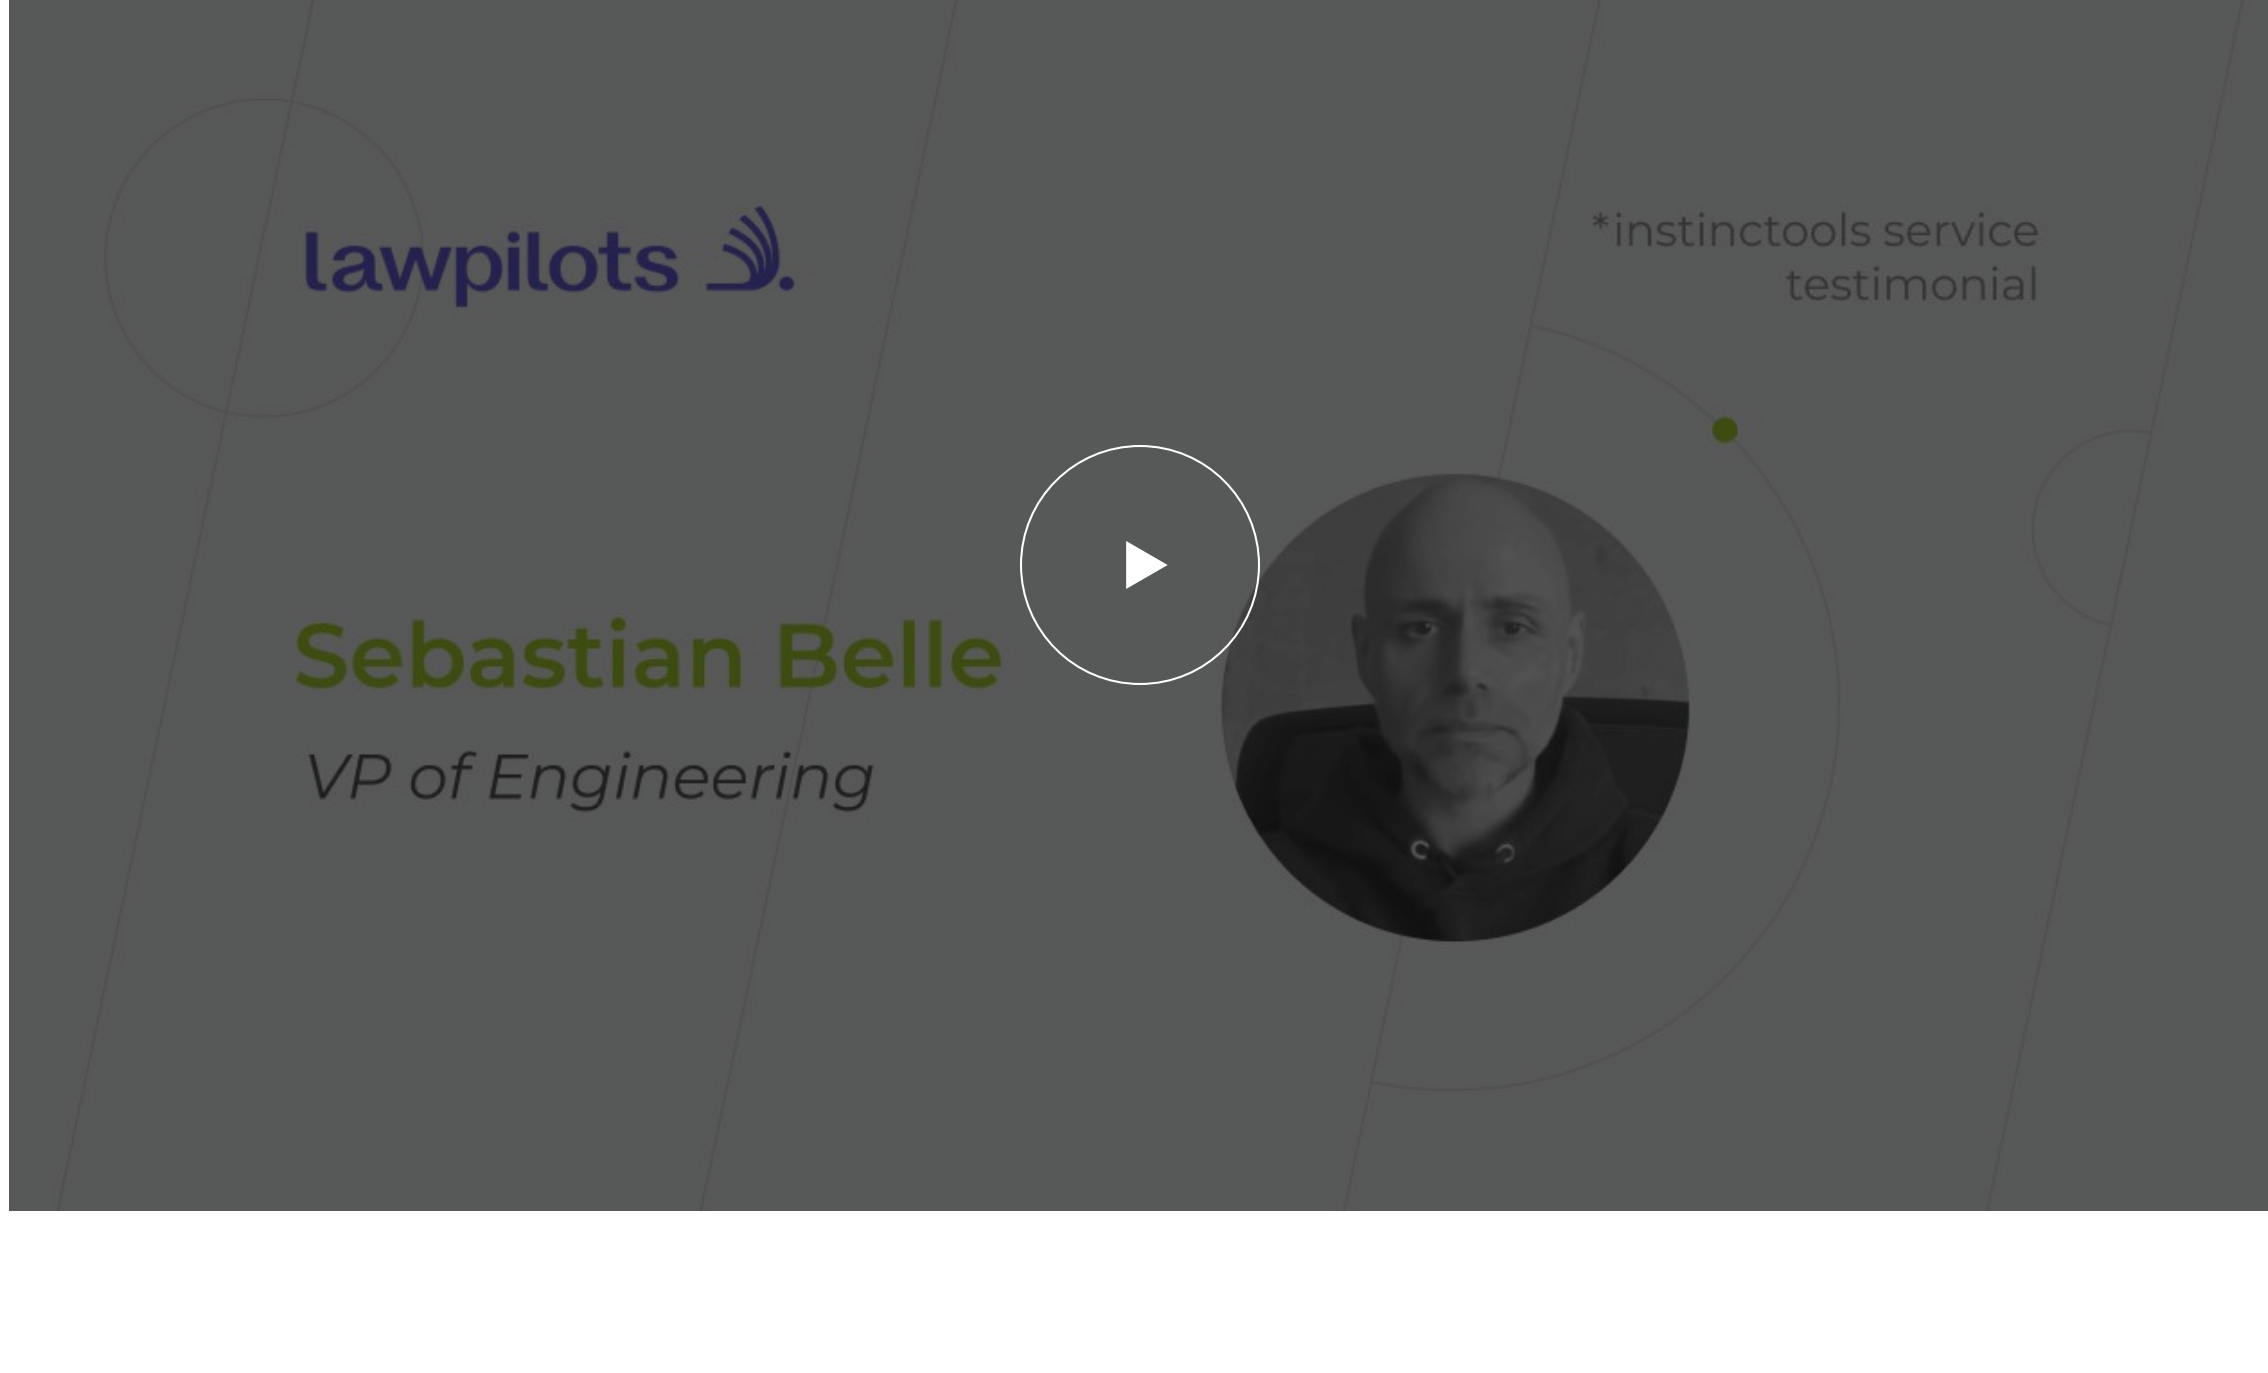 lawpilots
*instinctools service
testimonial
Sebastian Belle
VP of Engineering